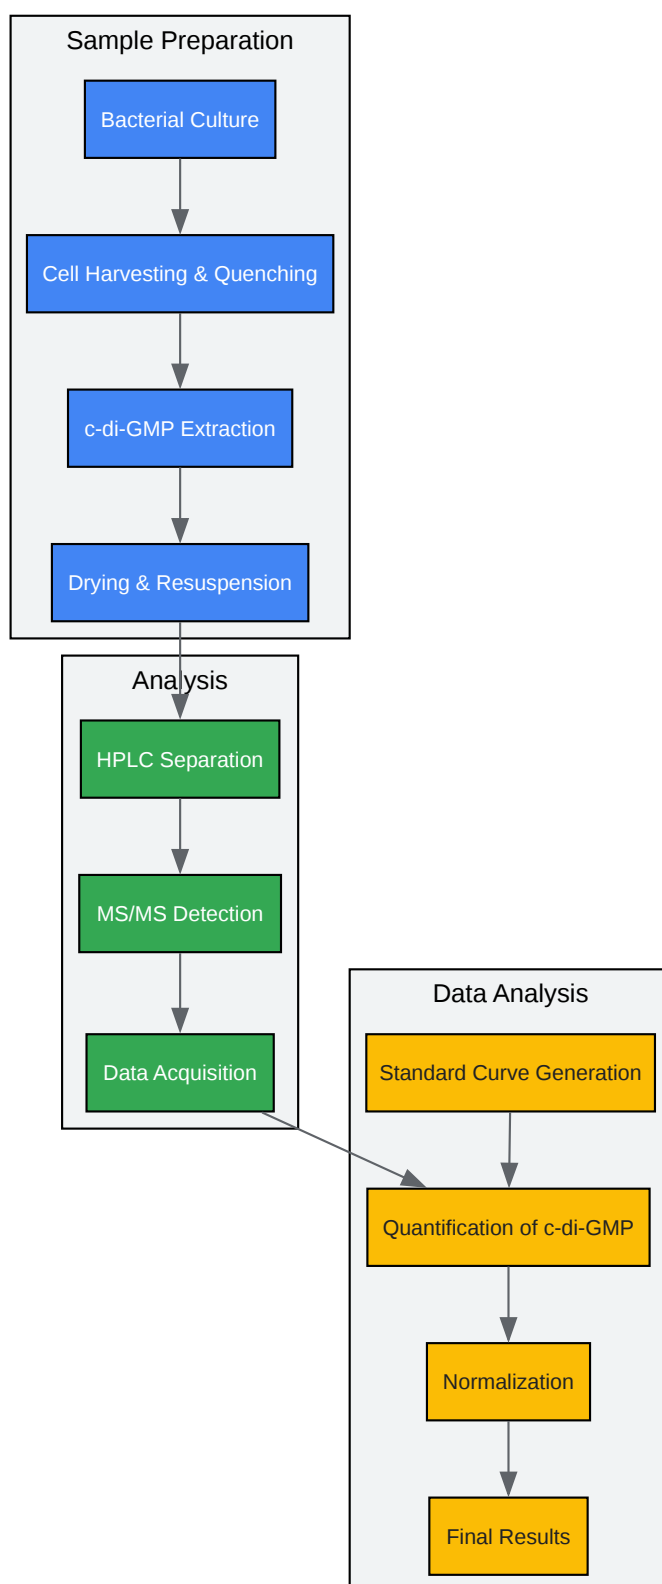 Sample Preparation
Bacterial Culture
Cell Harvesting & Quenching
c-di-GMP Extraction
Drying & Resuspension
Analysis
HPLC Separation
MS/MS Detection
Data Acquisition
Data Analysis
Standard Curve Generation
Quantification of c-di-GMP
Normalization
Final Results